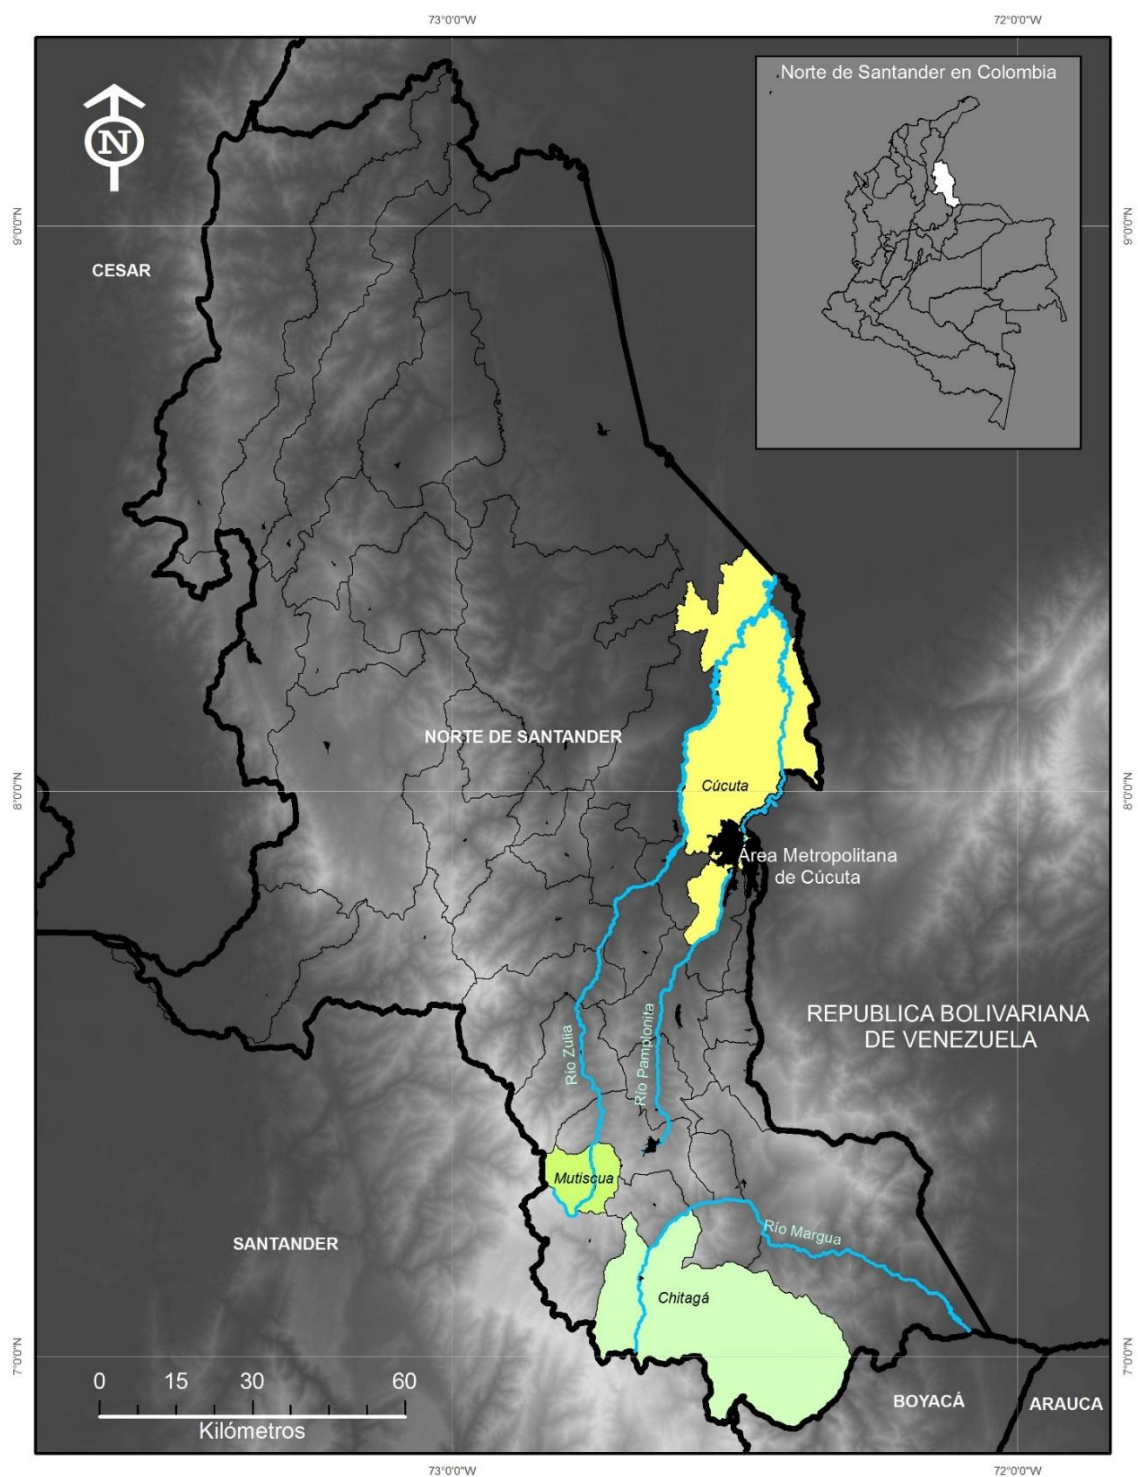 73°0'0"W
72°0'0"W
Norte de Santander en Colombia
N
9°0'0"N
9°0'0"N
CESAR
NORTE DE SANTANDER
Cúcuta
8°0'0"N
8°0'0"N
Área Metropolitana
de Cúcuta
REPUBLICA BOLIVARIANA
DE VENEZUELA
Río Zulia
Río Pamplonita
Mutiscua
Río Margua
SANTANDER
Chitagá
7°0'0"N
7°0'0"N
0 15 30 60
Kilómetros
BOYACÁ
ARAUCA
73°0'0"W
72°0'0"W